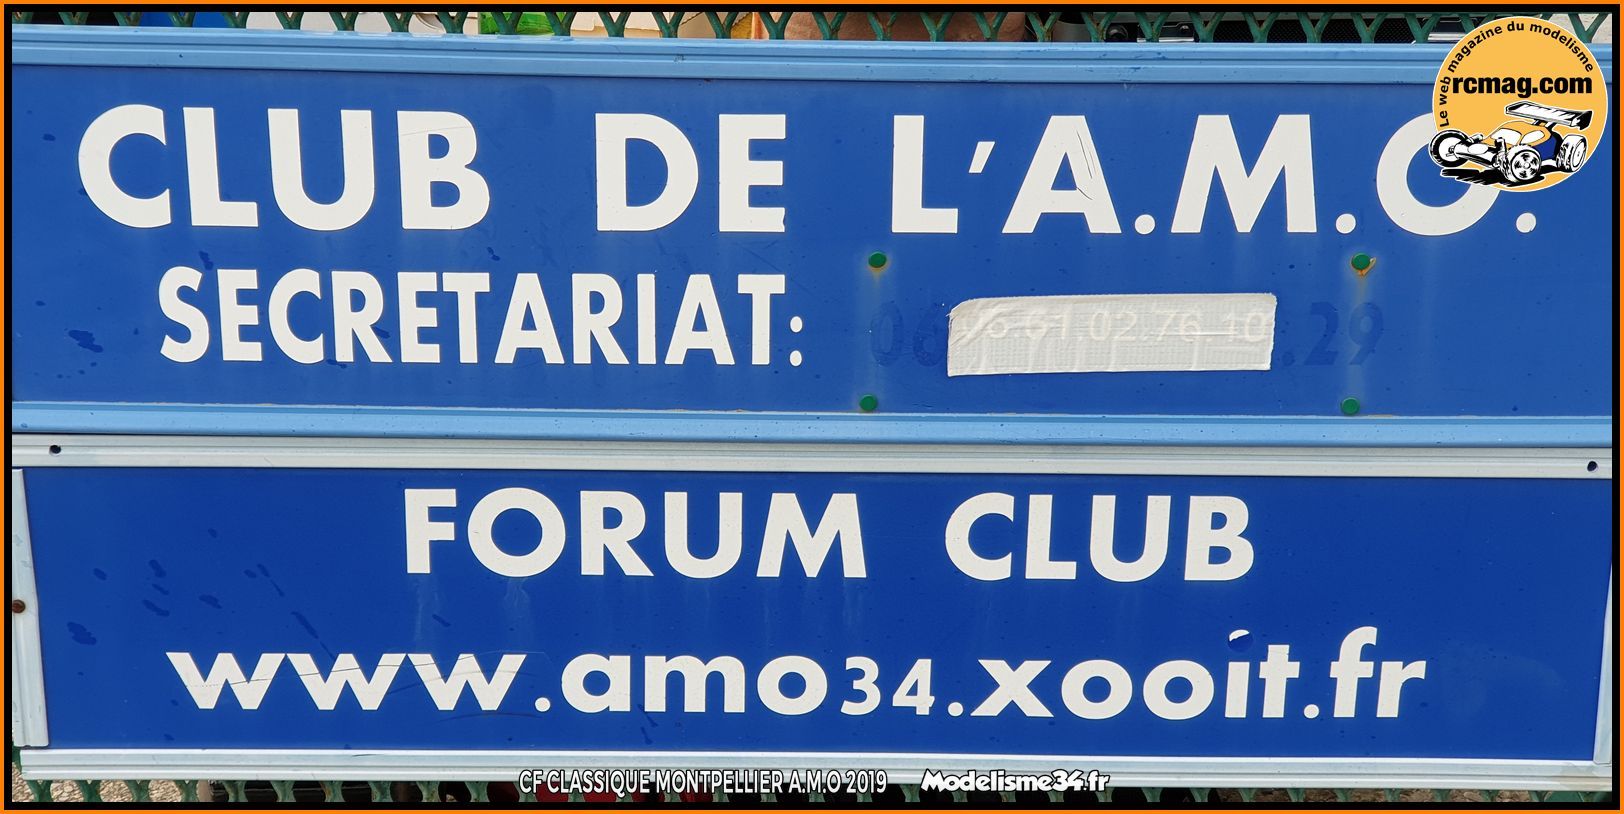 Le web magazine du modelisme
rcmag.com
CLUB DE L'A.M.O.
SECRETARIAT:
FORUM CLUB
www.amo34.xooit.fr
CF CLASSIQUE MONTPELLIER A.M.O 2019 Modelisme34.fr